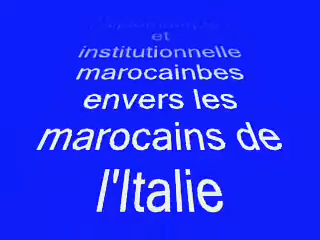 et
institutionnelle
marocainbes
envers les
marocains de
l'Italie